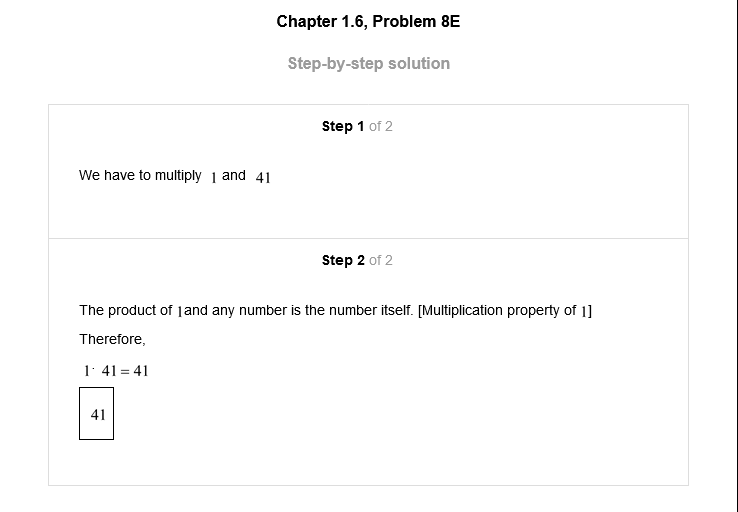 Chapter 1.6, Problem 8E
Step-by-step solution
Step 1 of 2
We have to multiply 1 and 41
Step 2 of 2
The product of 1 and any number is the number itself. [Multiplication property of 1]
Therefore,
1· 41 = 41
41